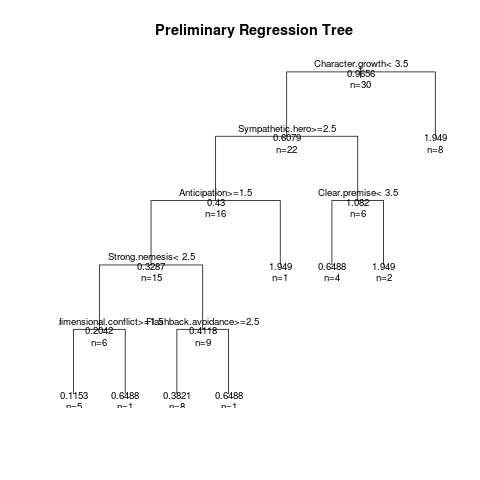 Preliminary Regression Tree
Character.growth< 3.5
0.9656
n=30
Sympathetic.hero>=2.5
0.6079
n=22
1.949
n=8
Anticipation>=1.5
0.43
n=16
Clear.premise< 3.5
1.082
n=6
Strong.nemesis< 2.5
0.3287
n=15
1.949
n=1
0.6488
n=4
1.949
n=2
dimensional.conflict>=1.5
0.2042
n=6
Flashback.avoidance>=2.5
0.4118
n=9
0.1153
n=5
0.6488
n=1
0.3821
n=8
0.6488
n=1